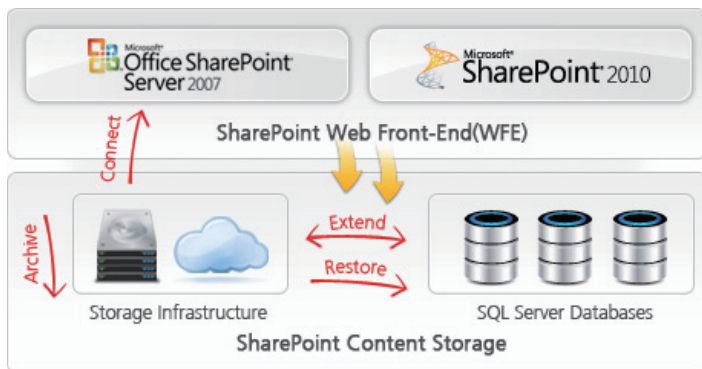 Microsoft®
Office SharePoint®
Server 2007
Microsoft®
SharePoint® 2010
SharePoint Web Front-End(WFE)
Connect
Archive
Extend
Restore
Storage Infrastructure
SQL Server Databases
SharePoint Content Storage